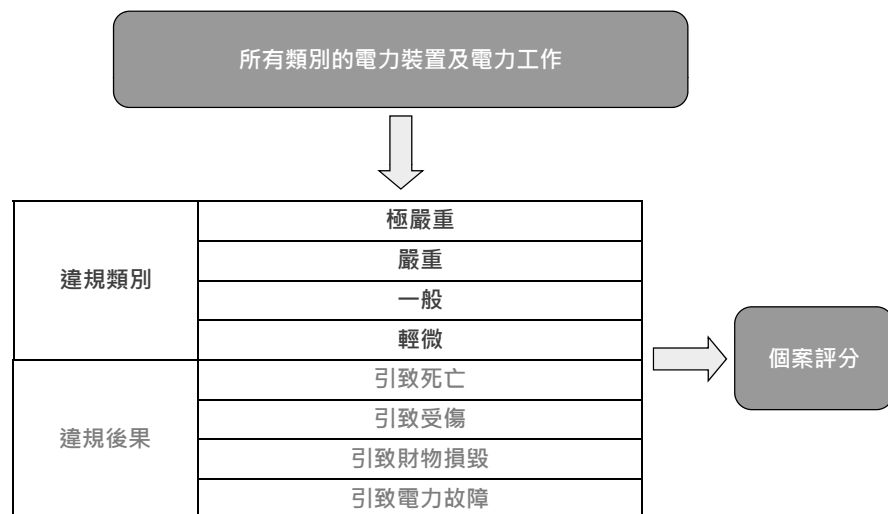 所有類別的電力裝置及電力工作
違規類別
極嚴重
嚴重
一般
輕微
違規後果
引致死亡
引致受傷
引致財物損毀
引致電力故障
個案評分